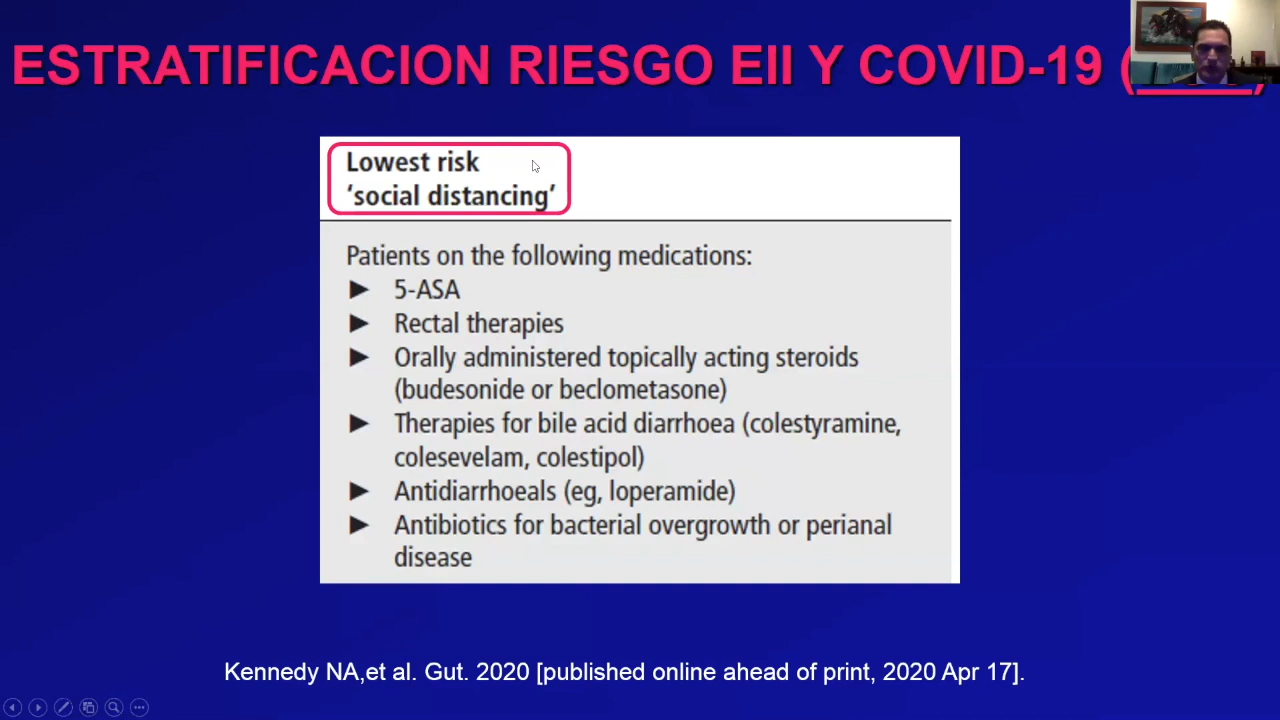 ESTRATIFICACION RIESGO EII Y COVID-19 (
Lowest risk
‘social distancing’
Patients on the following medications:
► 5-ASA
► Rectal therapies
► Orally administered topically acting steroids
(budesonide or beclometasone)
► Therapies for bile acid diarrhoea (colestyramine,
colesevelam, colestipol)
► Antidiarrhoeals (eg, loperamide)
► Antibiotics for bacterial overgrowth or perianal
disease
Kennedy NA,et al. Gut. 2020 [published online ahead of print, 2020 Apr 17].